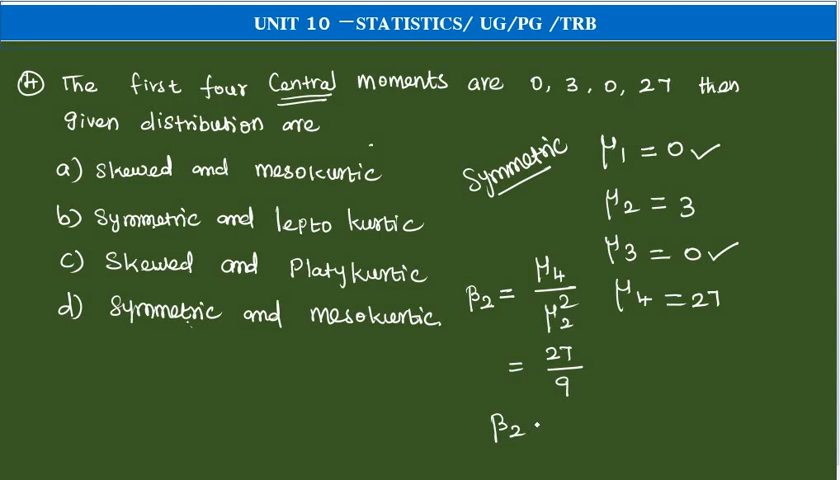 UNIT 10 – STATISTICS/ UG/PG /TRB
4 The first four Central moments are 0, 3, 0, 27 then
given distribution are
a) Skewed and mesokurtic
b) Symmetric and lepto kurtic
c) Skewed and Platykurtic
d) Symmetric and mesokurtic.
Symmetric
μ1 = 0 ✓
μ2 = 3
μ3 = 0 ✓
μ4 = 27
β2 = μ4 / μ2²
= 27 / 9
β2